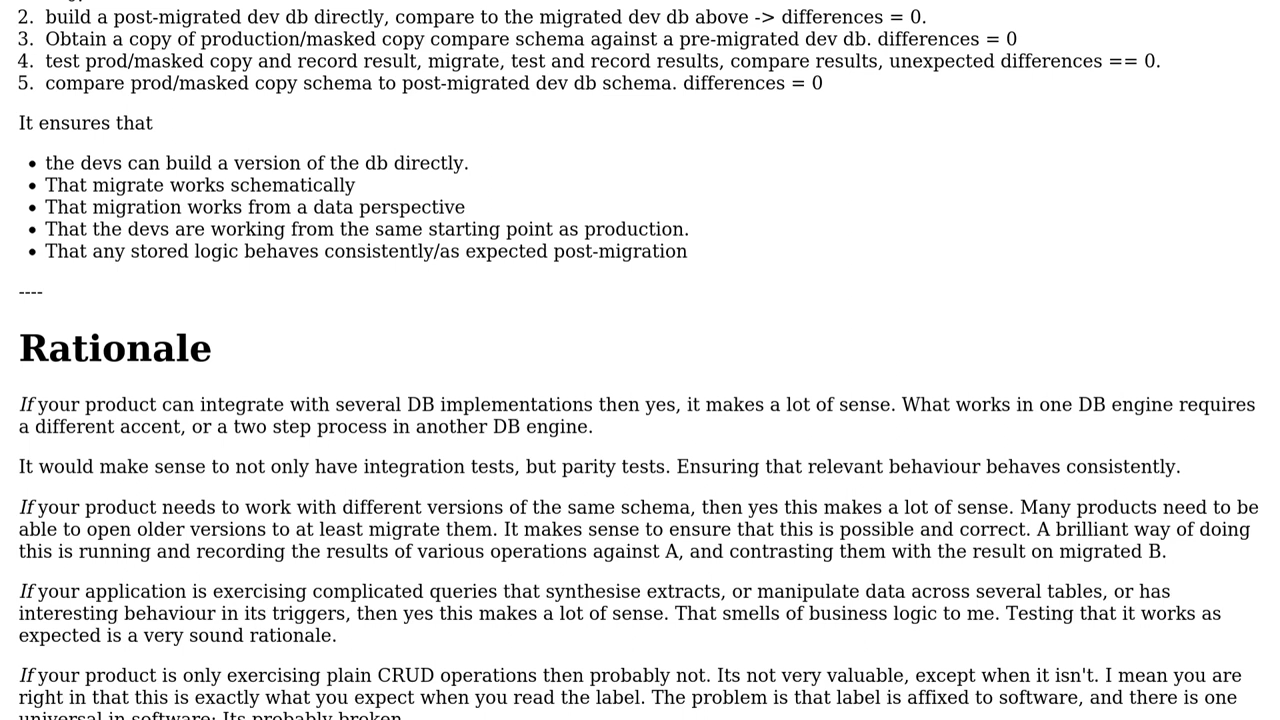 2. build a post-migrated dev db directly, compare to the migrated dev db above -> differences = 0.
3. Obtain a copy of production/masked copy compare schema against a pre-migrated dev db. differences = 0
4. test prod/masked copy and record result, migrate, test and record results, compare results, unexpected differences == 0.
5. compare prod/masked copy schema to post-migrated dev db schema. differences = 0
It ensures that
• the devs can build a version of the db directly.
• That migrate works schematically
• That migration works from a data perspective
• That the devs are working from the same starting point as production.
• That any stored logic behaves consistently/as expected post-migration
----
Rationale
If your product can integrate with several DB implementations then yes, it makes a lot of sense. What works in one DB engine requires
a different accent, or a two step process in another DB engine.
It would make sense to not only have integration tests, but parity tests. Ensuring that relevant behaviour behaves consistently.
If your product needs to work with different versions of the same schema, then yes this makes a lot of sense. Many products need to be
able to open older versions to at least migrate them. It makes sense to ensure that this is possible and correct. A brilliant way of doing
this is running and recording the results of various operations against A, and contrasting them with the result on migrated B.
If your application is exercising complicated queries that synthesise extracts, or manipulate data across several tables, or has
interesting behaviour in its triggers, then yes this makes a lot of sense. That smells of business logic to me. Testing that it works as
expected is a very sound rationale.
If your product is only exercising plain CRUD operations then probably not. Its not very valuable, except when it isn't. I mean you are
right in that this is exactly what you expect when you read the label. The problem is that label is affixed to software, and there is one
universal in software: Its probably broken